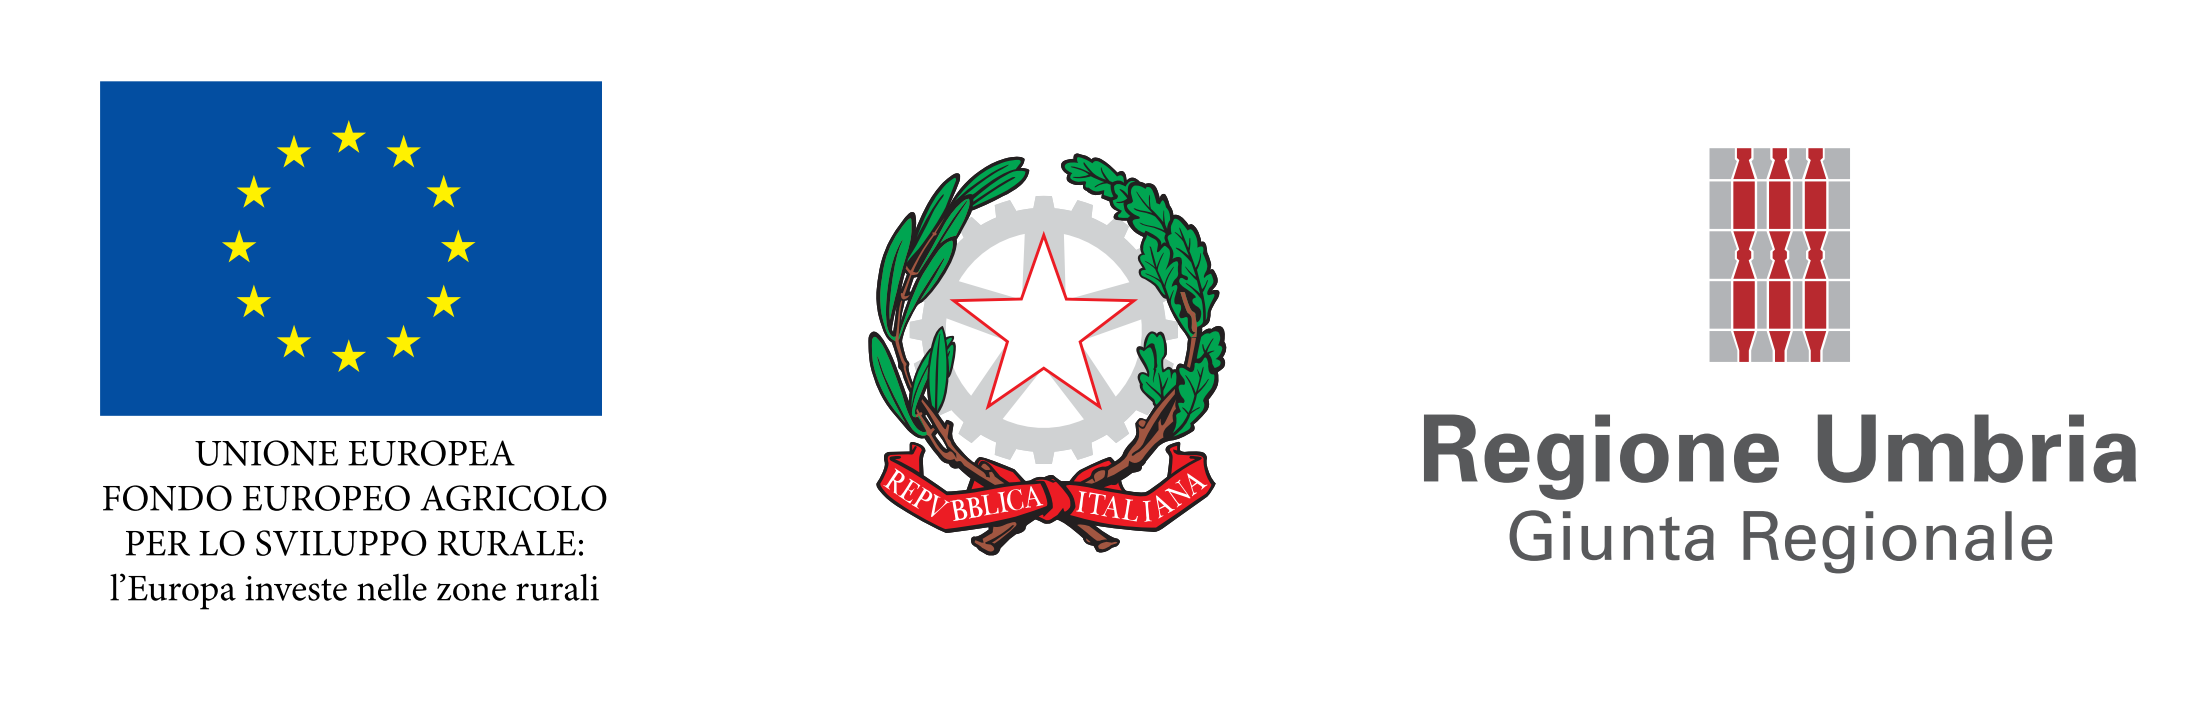 UNIONE EUROPEA
FONDO EUROPEO AGRICOLO
PER LO SVILUPPO RURALE:
l’Europa investe nelle zone rurali
REPVBBLICA ITALIANA
Regione Umbria
Giunta Regionale